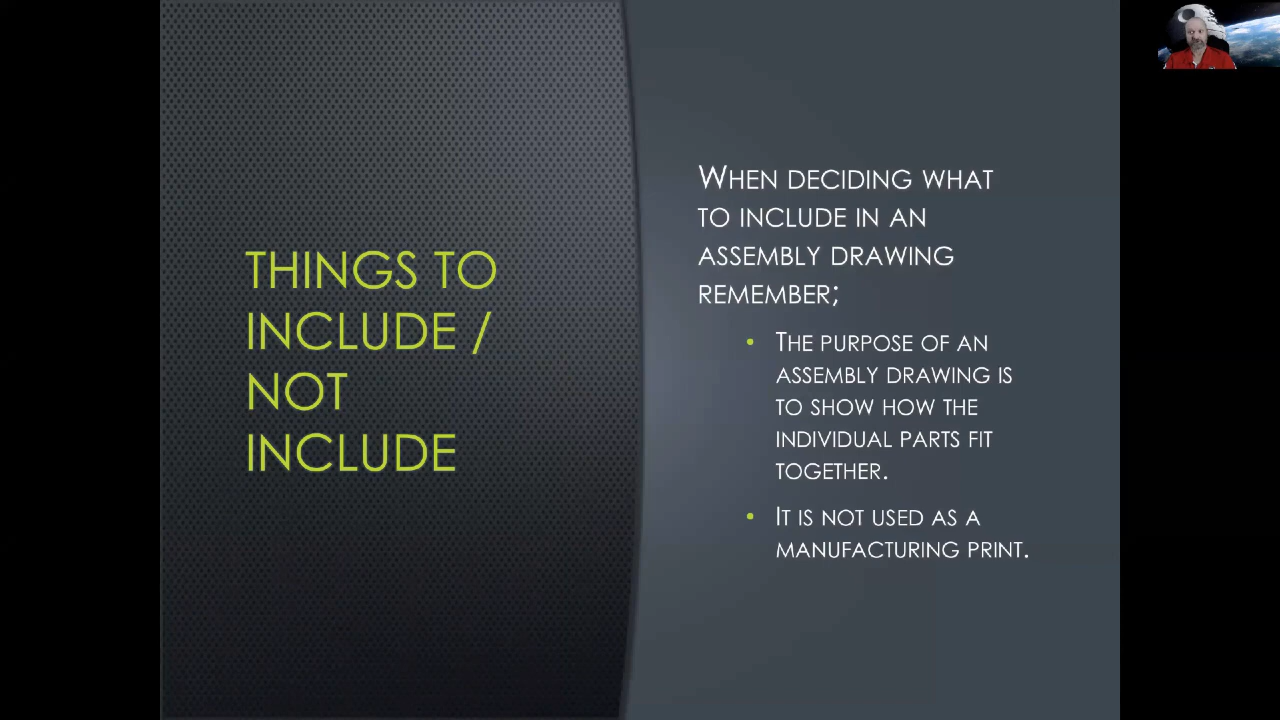 THINGS TO
INCLUDE /
NOT
INCLUDE
WHEN DECIDING WHAT
TO INCLUDE IN AN
ASSEMBLY DRAWING
REMEMBER;
• THE PURPOSE OF AN
ASSEMBLY DRAWING IS
TO SHOW HOW THE
INDIVIDUAL PARTS FIT
TOGETHER.
• IT IS NOT USED AS A
MANUFACTURING PRINT.